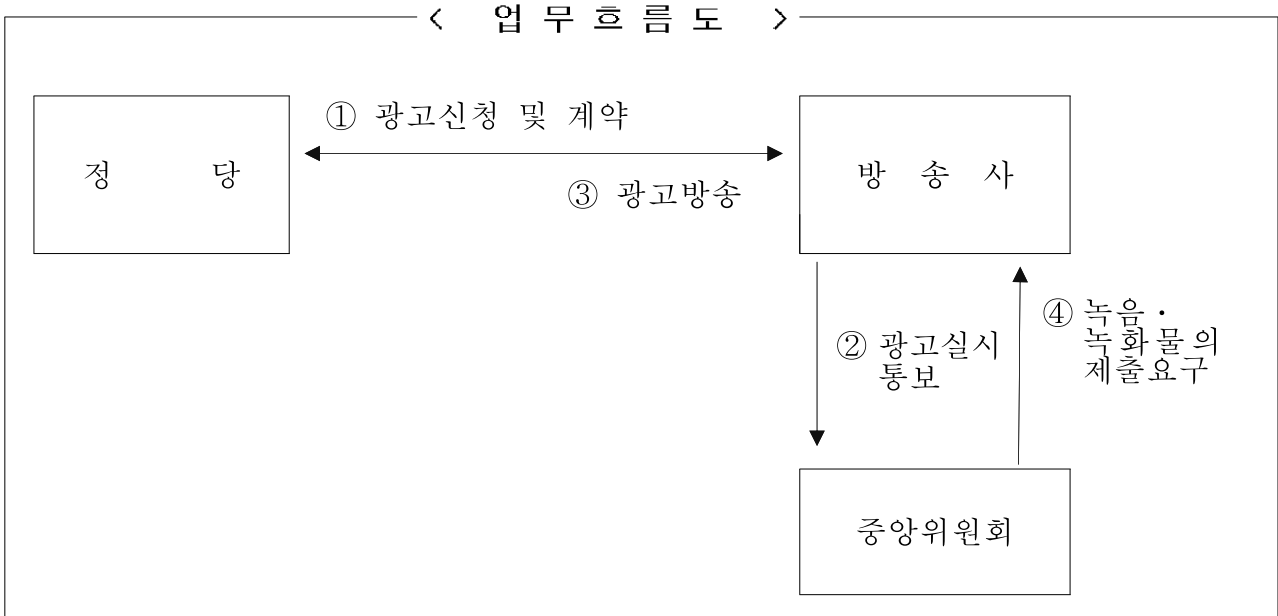 < 업 무 흐 름 도 >
① 광고신청 및 계약
정 당
방 송 사
③ 광고방송
② 광고실시
통보
④ 녹음·
녹화물의
제출요구
중앙위원회